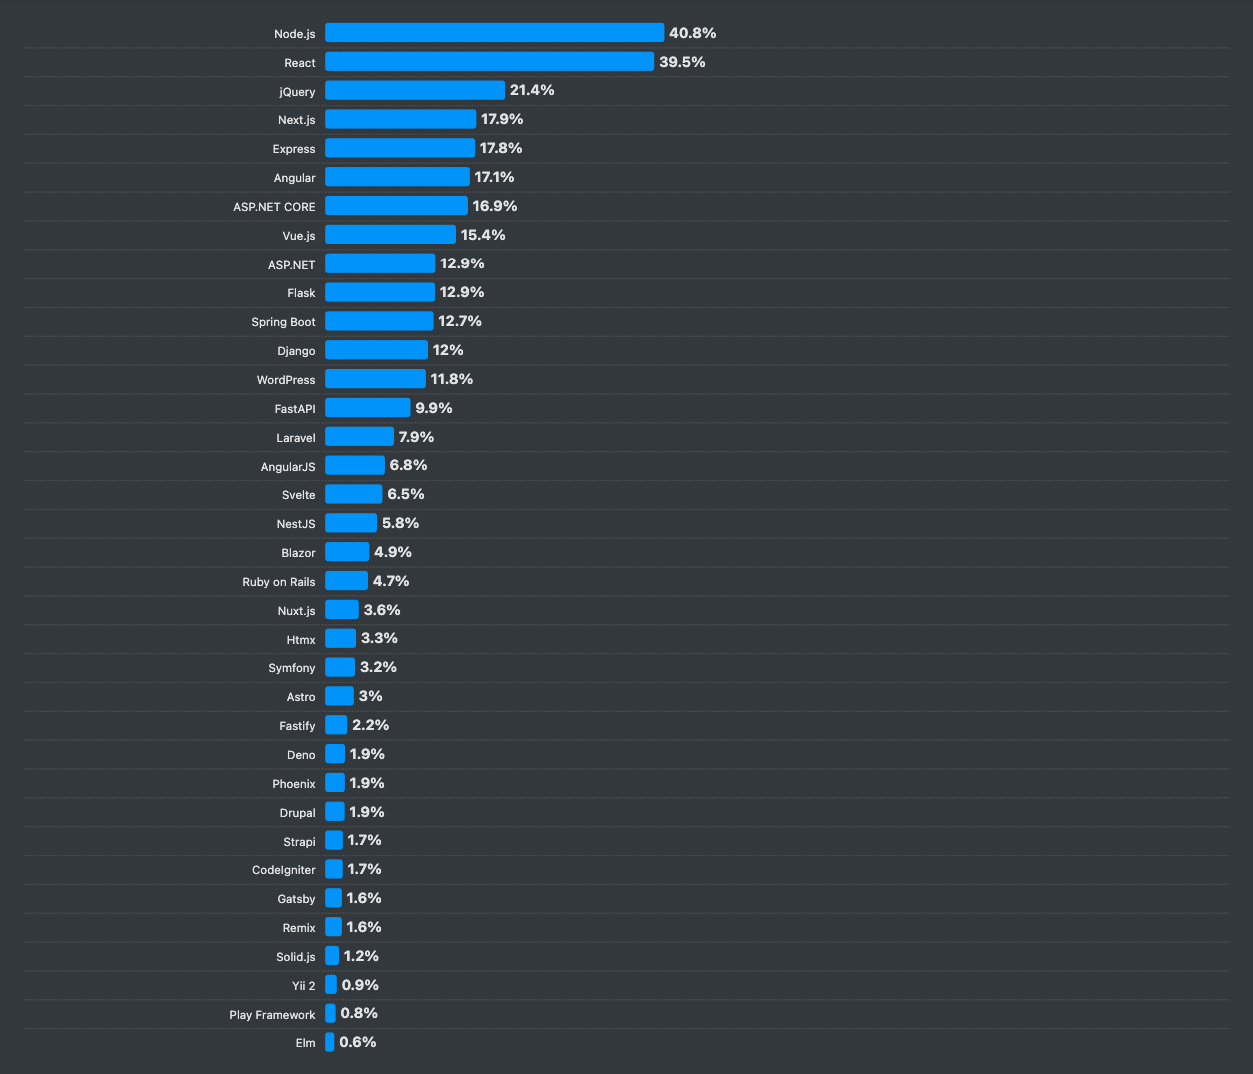 Node.js 40.8%
React 39.5%
jQuery 21.4%
Next.js 17.9%
Express 17.8%
Angular 17.1%
ASP.NET CORE 16.9%
Vue.js 15.4%
ASP.NET 12.9%
Flask 12.9%
Spring Boot 12.7%
Django 12%
WordPress 11.8%
FastAPI 9.9%
Laravel 7.9%
AngularJS 6.8%
Svelte 6.5%
NestJS 5.8%
Blazor 4.9%
Ruby on Rails 4.7%
Nuxt.js 3.6%
Htmx 3.3%
Symfony 3.2%
Astro 3%
Fastify 2.2%
Deno 1.9%
Phoenix 1.9%
Drupal 1.9%
Strapi 1.7%
CodeIgniter 1.7%
Gatsby 1.6%
Remix 1.6%
Solid.js 1.2%
Yii 2 0.9%
Play Framework 0.8%
Elm 0.6%